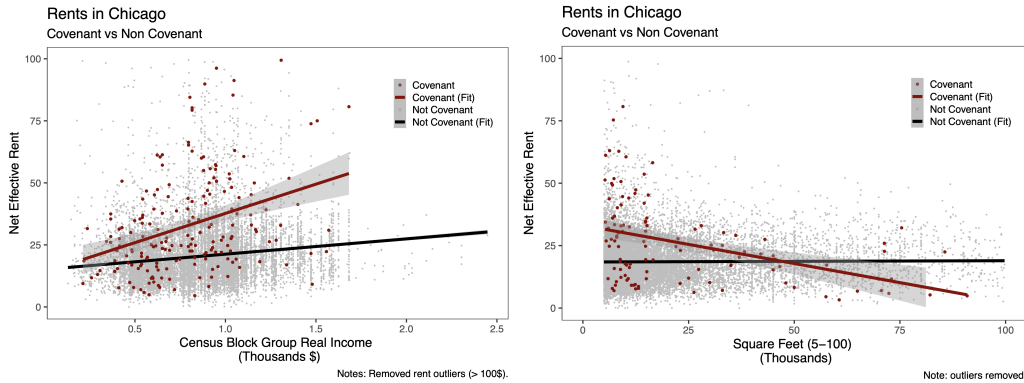 Rents in Chicago
Covenant vs Non Covenant
Net Effective Rent
100
75
50
25
0
0.5 1.0 1.5 2.0 2.5
Census Block Group Real Income
(Thousands $)
Covenant
Covenant (Fit)
Not Covenant
Not Covenant (Fit)
Notes: Removed rent outliers (> 100$).
Rents in Chicago
Covenant vs Non Covenant
Net Effective Rent
100
75
50
25
0
0 25 50 75 100
Square Feet (5−100)
(Thousands)
Covenant
Covenant (Fit)
Not Covenant
Not Covenant (Fit)
Note: outliers removed